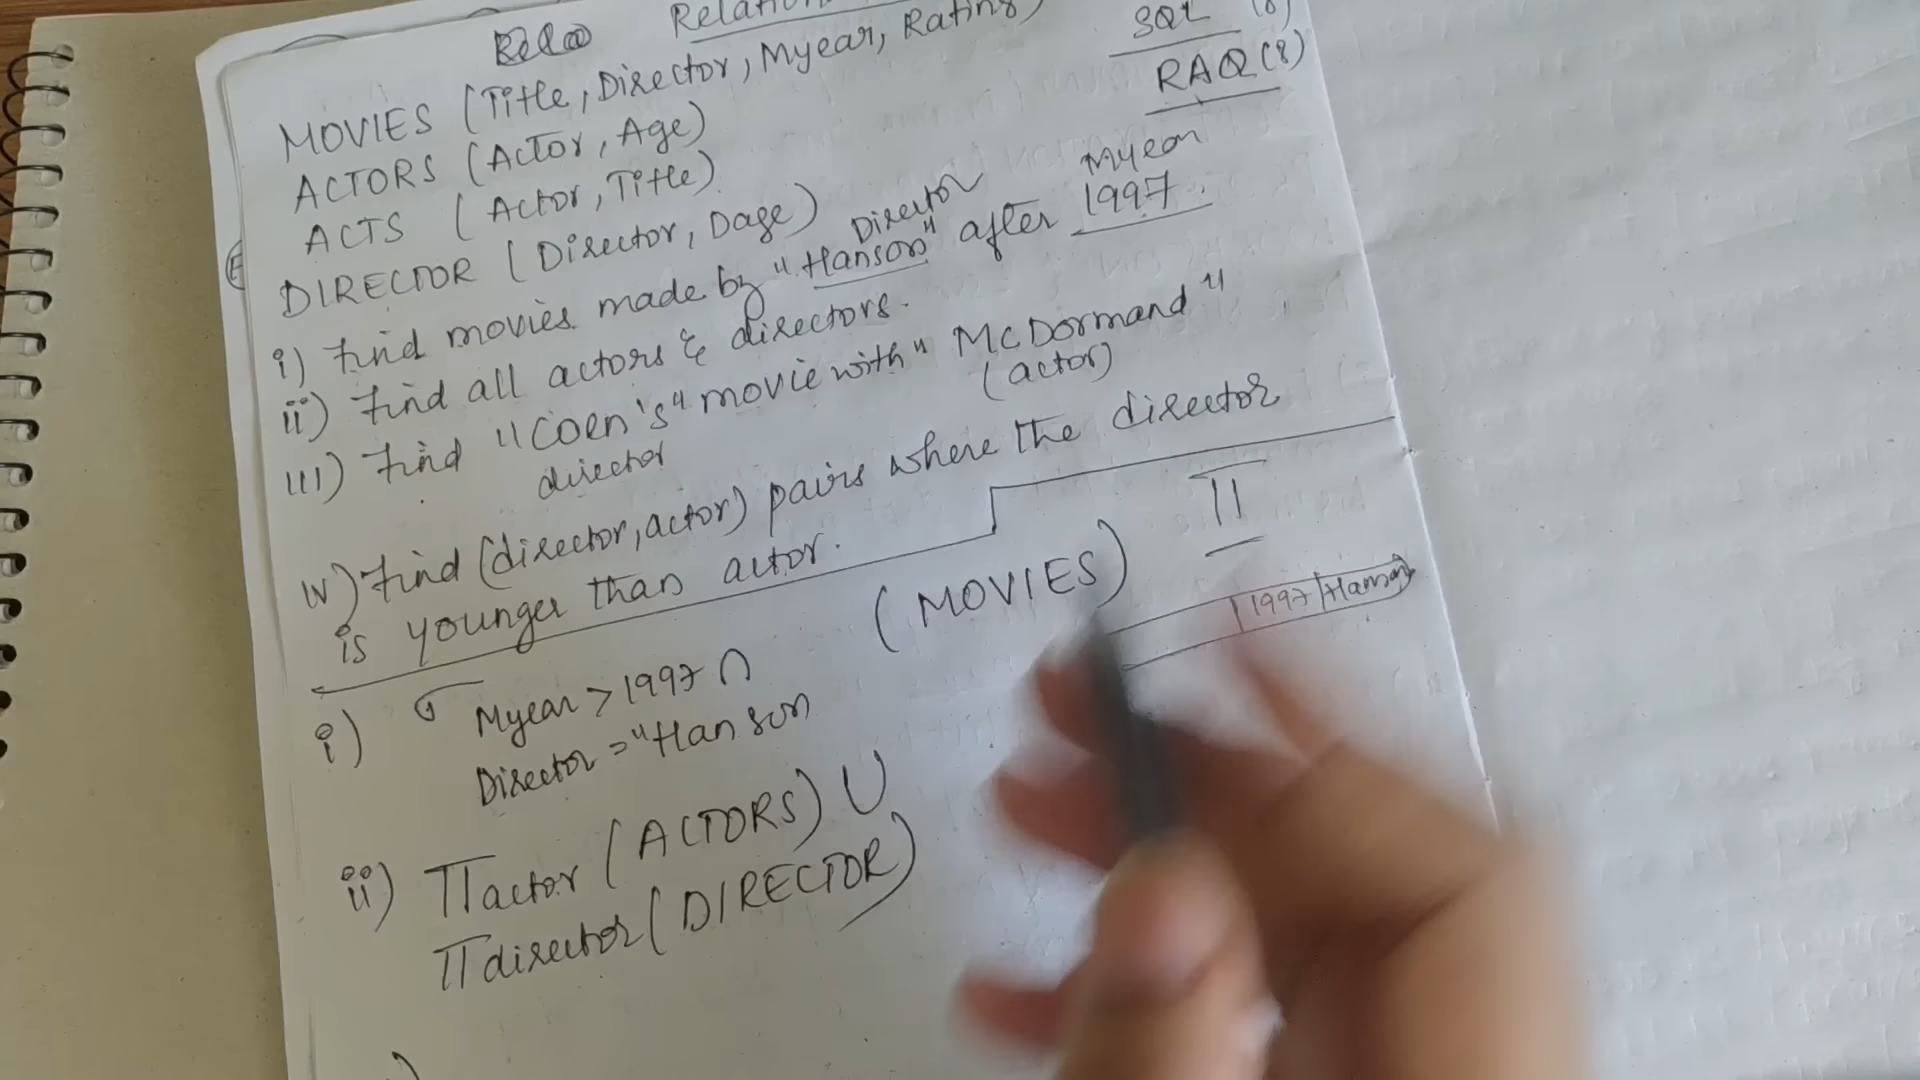 SQL (8)
RAQ (8)
MOVIES (Title, Director, Myear, Rating)
ACTORS (Actor, Age)
ACTS (Actor, Title)
DIRECTOR (Director, Dage)
Director Myear
i) Find movies made by "Hanson" after 1997.
ii) Find all actors & directors.
iii) Find "Coen's" movie with "McDormand"
director (actor)
iv) Find (director, actor) pairs where the director
is younger than actor.
π
1997 Hanson
i) σ Myear > 1997 ∩ (MOVIES)
Director = "Hanson
ii) π actor (ACTORS) ∪
π director (DIRECTOR)